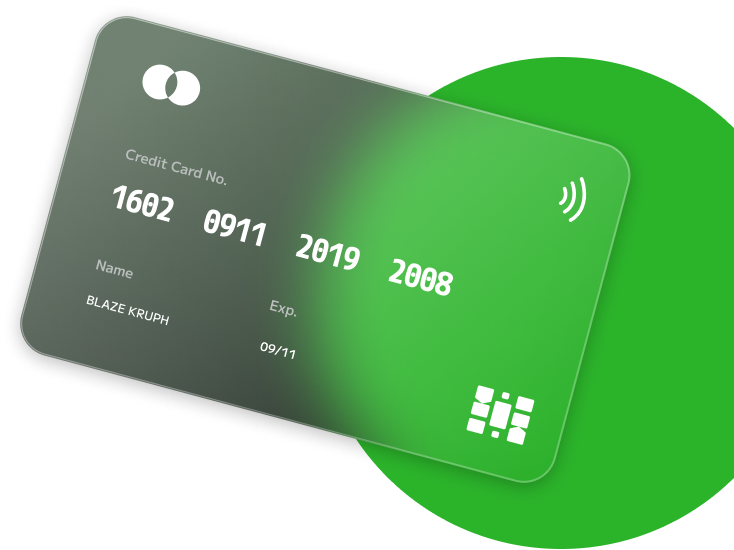 Credit Card No.
1602 0911 2019 2008
Name
BLAZE KRUPH
Exp.
09/11